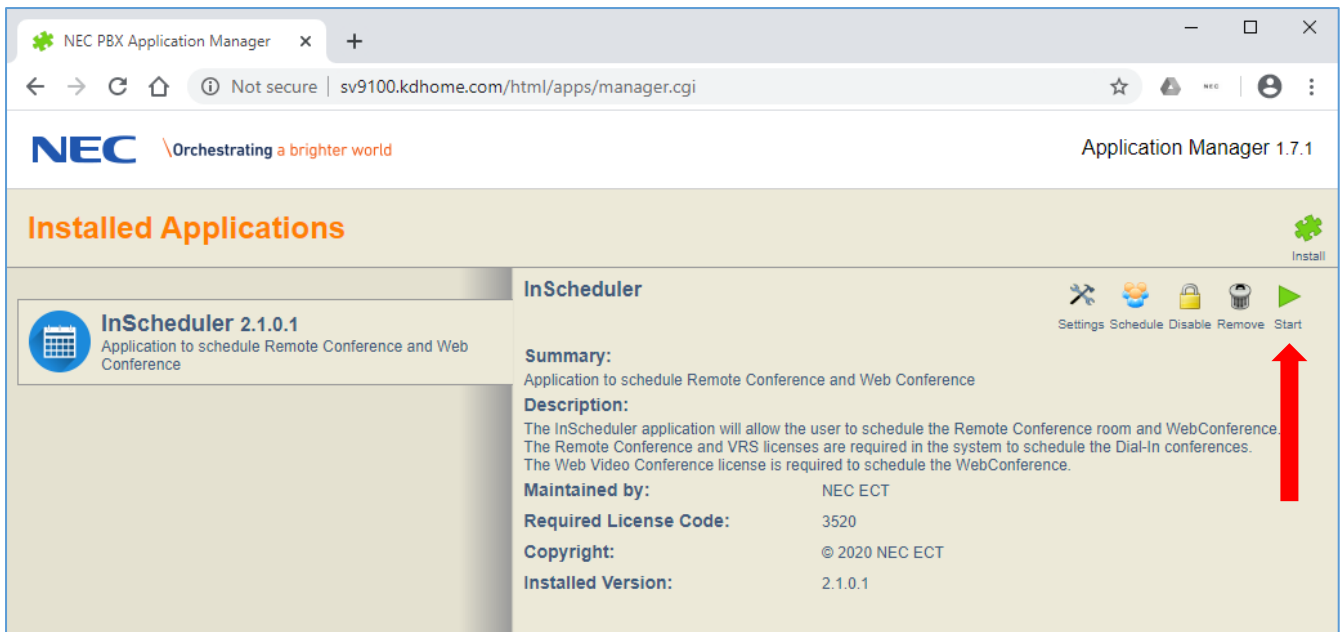 NEC PBX Application Manager
Not secure | sv9100.kdhome.com/html/apps/manager.cgi
NEC
NEC \Orchestrating a brighter world
Application Manager 1.7.1
Installed Applications
Install
InScheduler 2.1.0.1
Application to schedule Remote Conference and Web
Conference
InScheduler
Settings Schedule Disable Remove Start
Summary:
Application to schedule Remote Conference and Web Conference
Description:
The InScheduler application will allow the user to schedule the Remote Conference room and WebConference.
The Remote Conference and VRS licenses are required in the system to schedule the Dial-In conferences.
The Web Video Conference license is required to schedule the WebConference.
Maintained by: NEC ECT
Required License Code: 3520
Copyright: © 2020 NEC ECT
Installed Version: 2.1.0.1